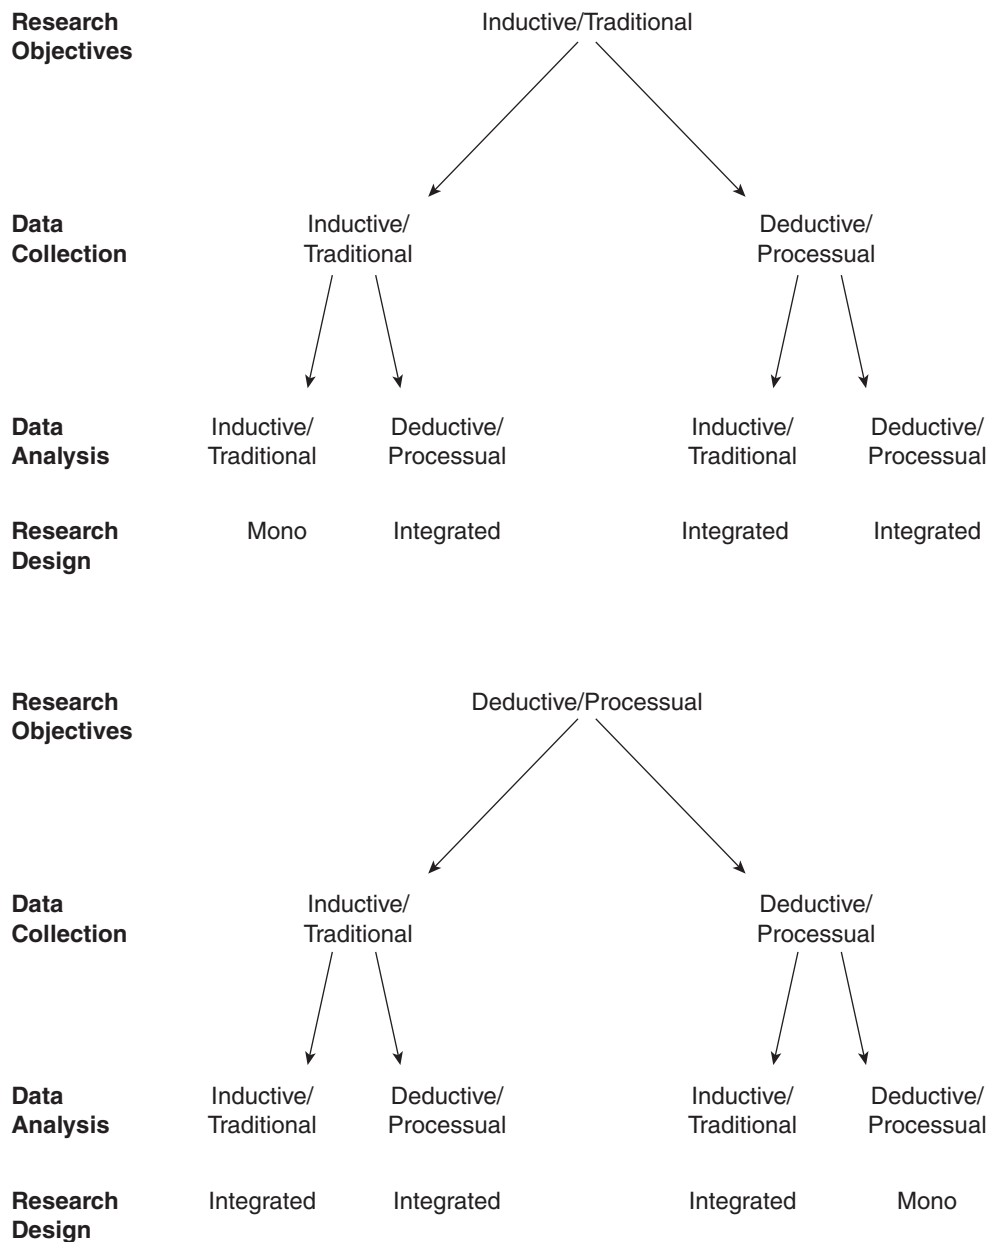 Research
Objectives
Inductive/Traditional
Data
Collection
Inductive/
Traditional
Deductive/
Processual
Data
Analysis
Inductive/
Traditional
Deductive/
Processual
Inductive/
Traditional
Deductive/
Processual
Research
Design
Mono
Integrated
Integrated
Integrated
Research
Objectives
Deductive/Processual
Data
Collection
Inductive/
Traditional
Deductive/
Processual
Data
Analysis
Inductive/
Traditional
Deductive/
Processual
Inductive/
Traditional
Deductive/
Processual
Research
Design
Integrated
Integrated
Integrated
Mono